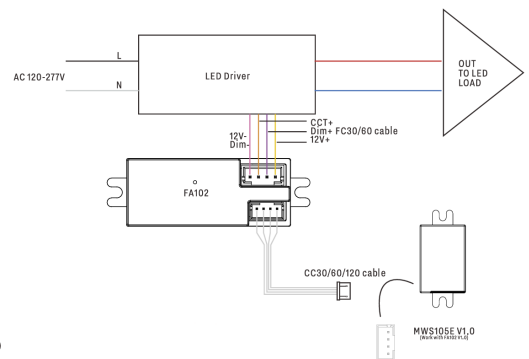 L
AC 120-277V
N
LED Driver
OUT
TO LED
LOAD
CCT+
Dim+ FC30/60 cable
12V+
12V-
Dim-
FA102
CC30/60/120 cable
MWS105E V1,0
(Work with FA102 V1.0)
)